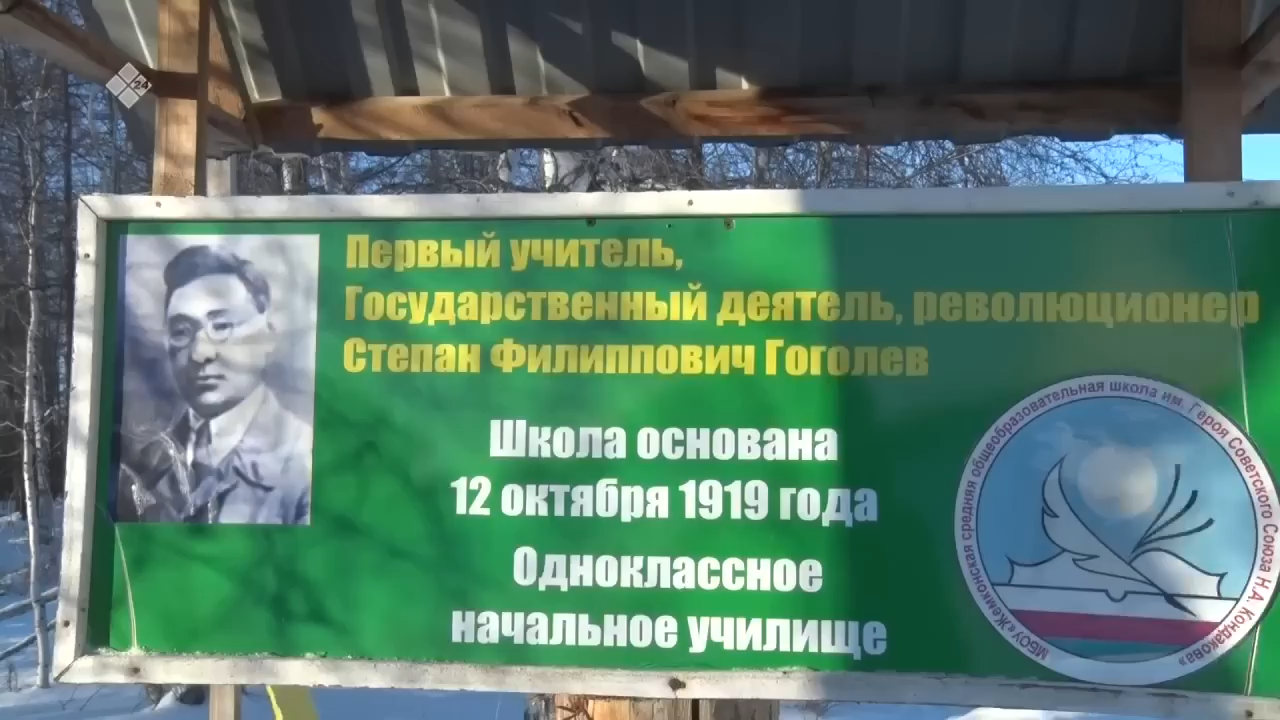 24
Первый учитель,
Государственный деятель, революционер
Степан Филиппович Гоголев
Школа основана
12 октября 1919 года
Одноклассное
начальное училище
МБОУ «Жемконская средняя общеобразовательная школа им. Героя Советского Союза Н.А. Кондакова»